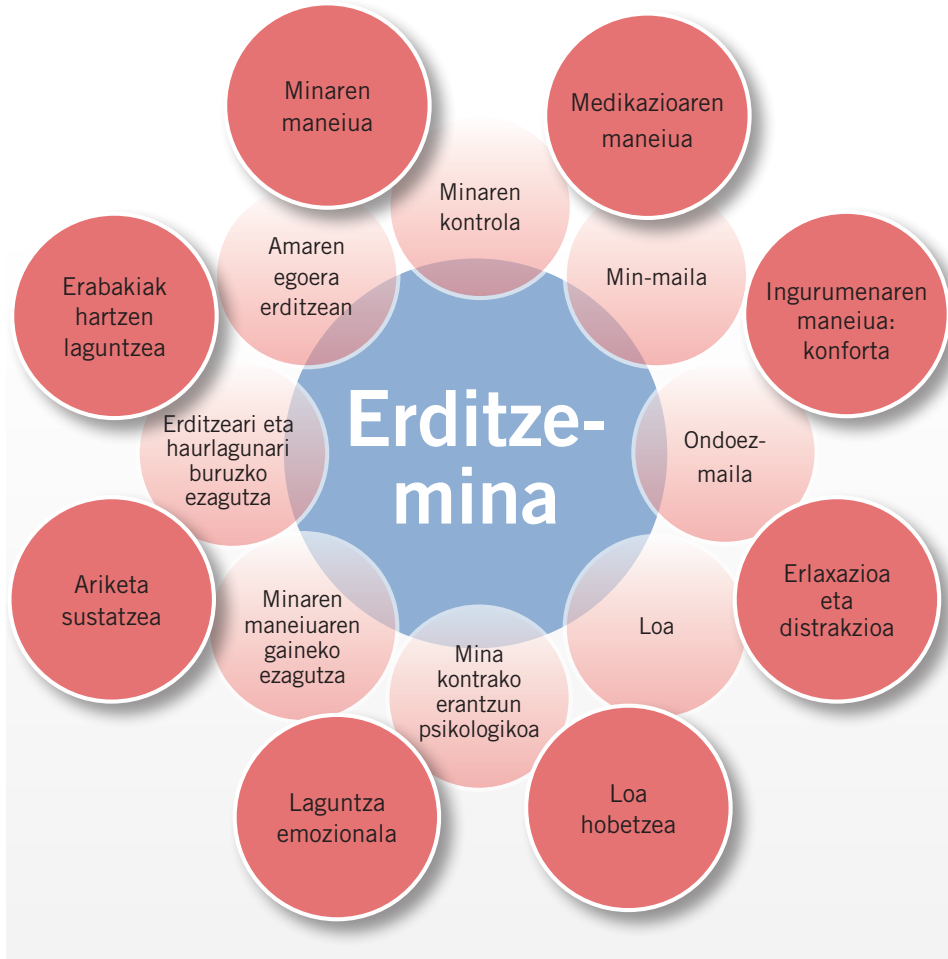 Minaren
maneiua
Medikazioaren
maneiua
Minaren
kontrola
Amaren
egoera
erditzean
Min-maila
Erabakiak
hartzen
laguntzea
Ingurumenaren
maneiua:
konforta
Erditze-
mina
Erditzeari eta
haurlagunari
buruzko
ezagutza
Ondoez-
maila
Ariketa
sustatzea
Minaren
maneiuaren
gaineko
ezagutza
Mina
kontrako
erantzun
psikologikoa
Loa
Erlaxazioa
eta
distrakzioa
Laguntza
emozionala
Loa
hobetzea